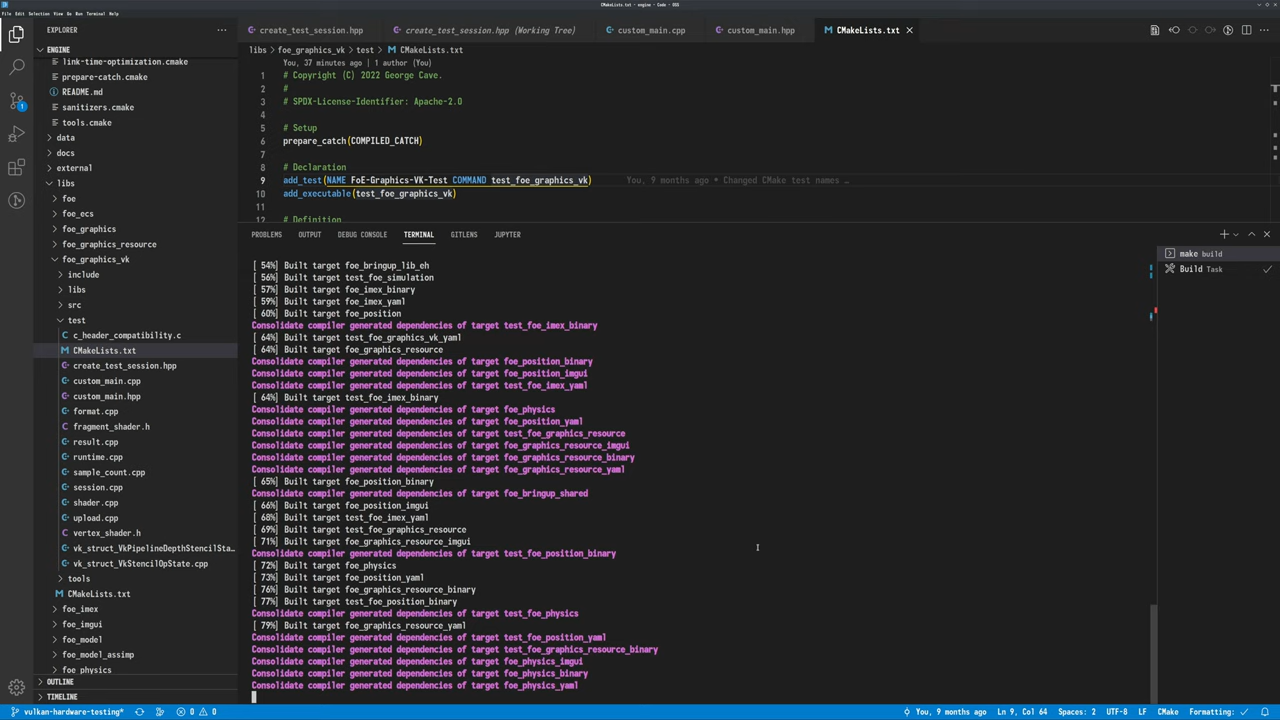 CMakeLists.txt - engine - Code - OSS
File Edit Selection View Go Run Terminal Help
EXPLORER
create_test_session.hpp
create_test_session.hpp (Working Tree)
custom_main.cpp
custom_main.hpp
CMakeLists.txt
ENGINE
link-time-optimization.cmake
prepare-catch.cmake
README.md
sanitizers.cmake
tools.cmake
data
docs
external
libs
foe
foe_ecs
foe_graphics
foe_graphics_resource
foe_graphics_vk
include
libs
src
test
c_header_compatibility.c
CMakeLists.txt
create_test_session.hpp
custom_main.cpp
custom_main.hpp
format.cpp
fragment_shader.h
result.cpp
runtime.cpp
sample_count.cpp
session.cpp
shader.cpp
upload.cpp
vertex_shader.h
vk_struct_VkPipelineDepthStencilSta...
vk_struct_VkStencilOpState.cpp
tools
CMakeLists.txt
foe_imex
foe_imgui
foe_model
foe_model_assimp
foe_physics
OUTLINE
TIMELINE
libs > foe_graphics_vk > test > CMakeLists.txt
You, 37 minutes ago | 1 author (You)
1 # Copyright (C) 2022 George Cave.
2 #
3 # SPDX-License-Identifier: Apache-2.0
4
5 # Setup
6 prepare_catch(COMPILED_CATCH)
7
8 # Declaration
9 add_test(NAME FoE-Graphics-VK-Test COMMAND test_foe_graphics_vk) You, 9 months ago • Changed CMake test names …
10 add_executable(test_foe_graphics_vk)
11
12 # Definition
PROBLEMS OUTPUT DEBUG CONSOLE TERMINAL GITLENS JUPYTER
make build
Build Task
[ 54%] Built target foe_bringup_lib_eh
[ 56%] Built target test_foe_simulation
[ 57%] Built target foe_imex_binary
[ 59%] Built target foe_imex_yaml
[ 60%] Built target foe_position
Consolidate compiler generated dependencies of target test_foe_imex_binary
[ 64%] Built target test_foe_graphics_vk_yaml
[ 64%] Built target foe_graphics_resource
Consolidate compiler generated dependencies of target foe_position_binary
Consolidate compiler generated dependencies of target foe_position_imgui
Consolidate compiler generated dependencies of target test_foe_imex_yaml
[ 64%] Built target test_foe_imex_binary
Consolidate compiler generated dependencies of target foe_physics
Consolidate compiler generated dependencies of target foe_position_yaml
Consolidate compiler generated dependencies of target test_foe_graphics_resource
Consolidate compiler generated dependencies of target foe_graphics_resource_imgui
Consolidate compiler generated dependencies of target foe_graphics_resource_binary
Consolidate compiler generated dependencies of target foe_graphics_resource_yaml
[ 65%] Built target foe_position_binary
Consolidate compiler generated dependencies of target foe_bringup_shared
[ 66%] Built target foe_position_imgui
[ 68%] Built target test_foe_imex_yaml
[ 69%] Built target test_foe_graphics_resource
[ 71%] Built target foe_graphics_resource_imgui
Consolidate compiler generated dependencies of target test_foe_position_binary
[ 72%] Built target foe_physics
[ 73%] Built target foe_position_yaml
[ 76%] Built target foe_graphics_resource_binary
[ 77%] Built target test_foe_position_binary
Consolidate compiler generated dependencies of target test_foe_physics
[ 79%] Built target foe_graphics_resource_yaml
Consolidate compiler generated dependencies of target test_foe_position_yaml
Consolidate compiler generated dependencies of target test_foe_graphics_resource_binary
Consolidate compiler generated dependencies of target foe_physics_imgui
Consolidate compiler generated dependencies of target foe_physics_binary
Consolidate compiler generated dependencies of target foe_physics_yaml
vulkan-hardware-testing* 0 0 You, 9 months ago Ln 9, Col 64 Spaces: 2 UTF-8 LF CMake Formatting: ✓
1